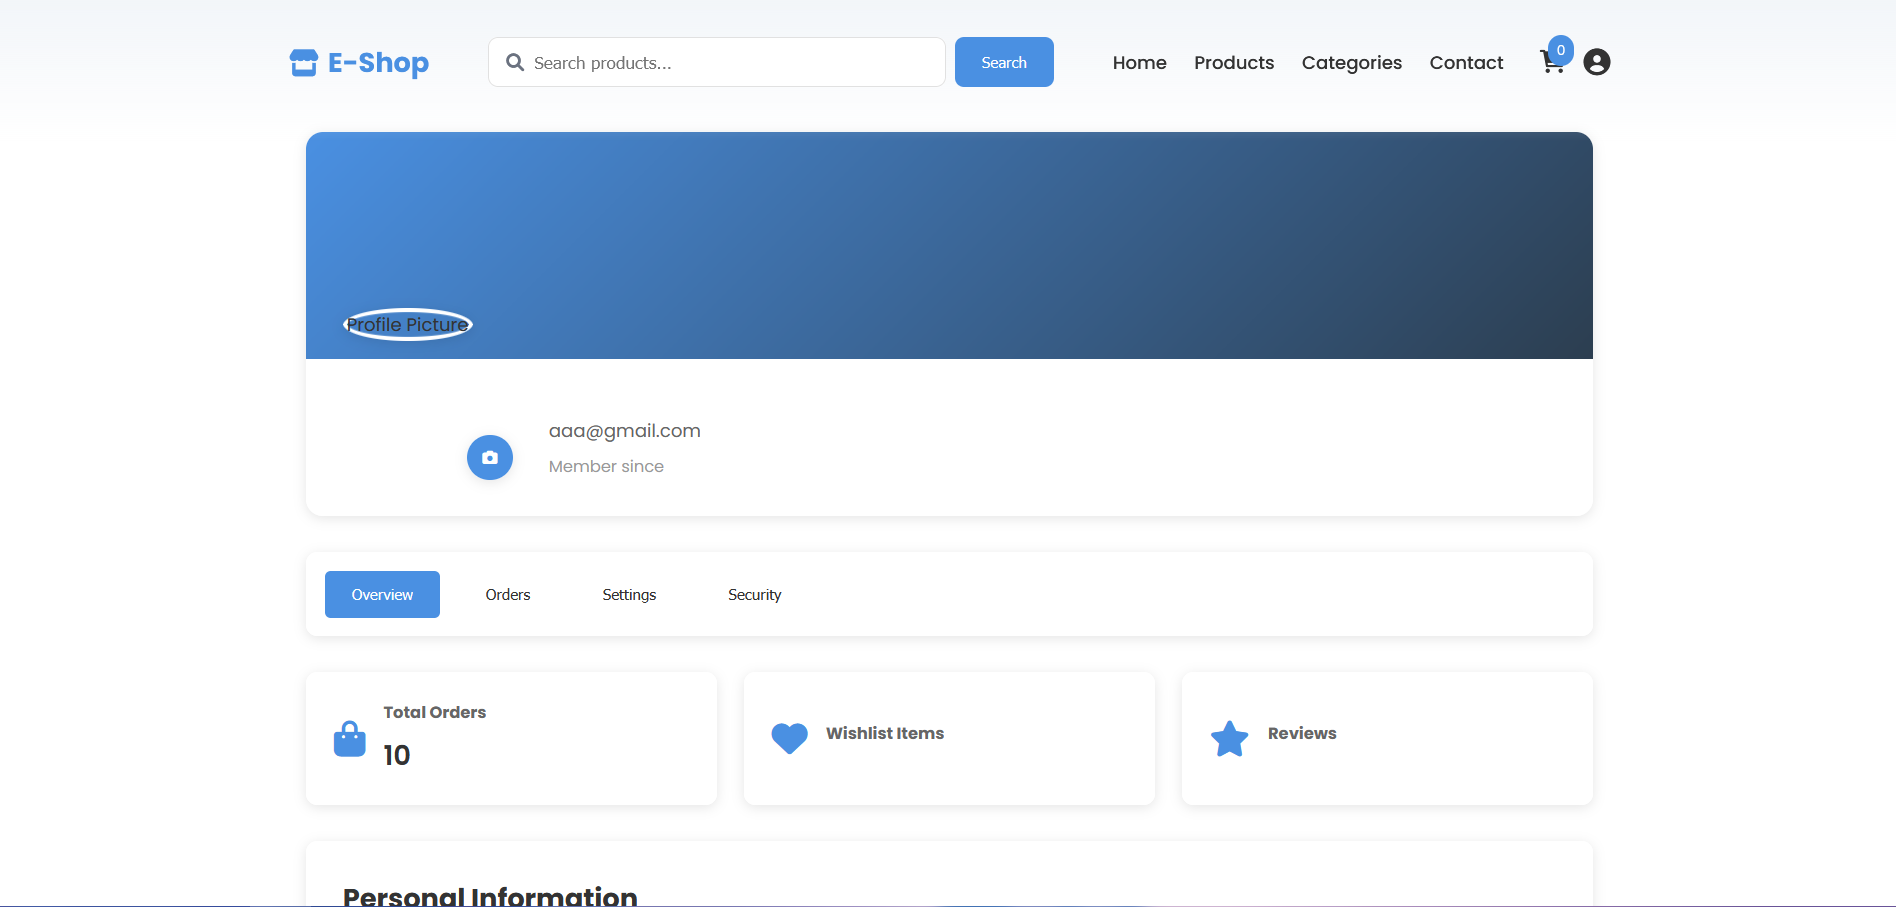 E-Shop
Search products...
Search
Home
Products
Categories
Contact
0
Profile Picture
aaa@gmail.com
Member since
Overview
Orders
Settings
Security
Total Orders
10
Wishlist Items
Reviews
Personal Information